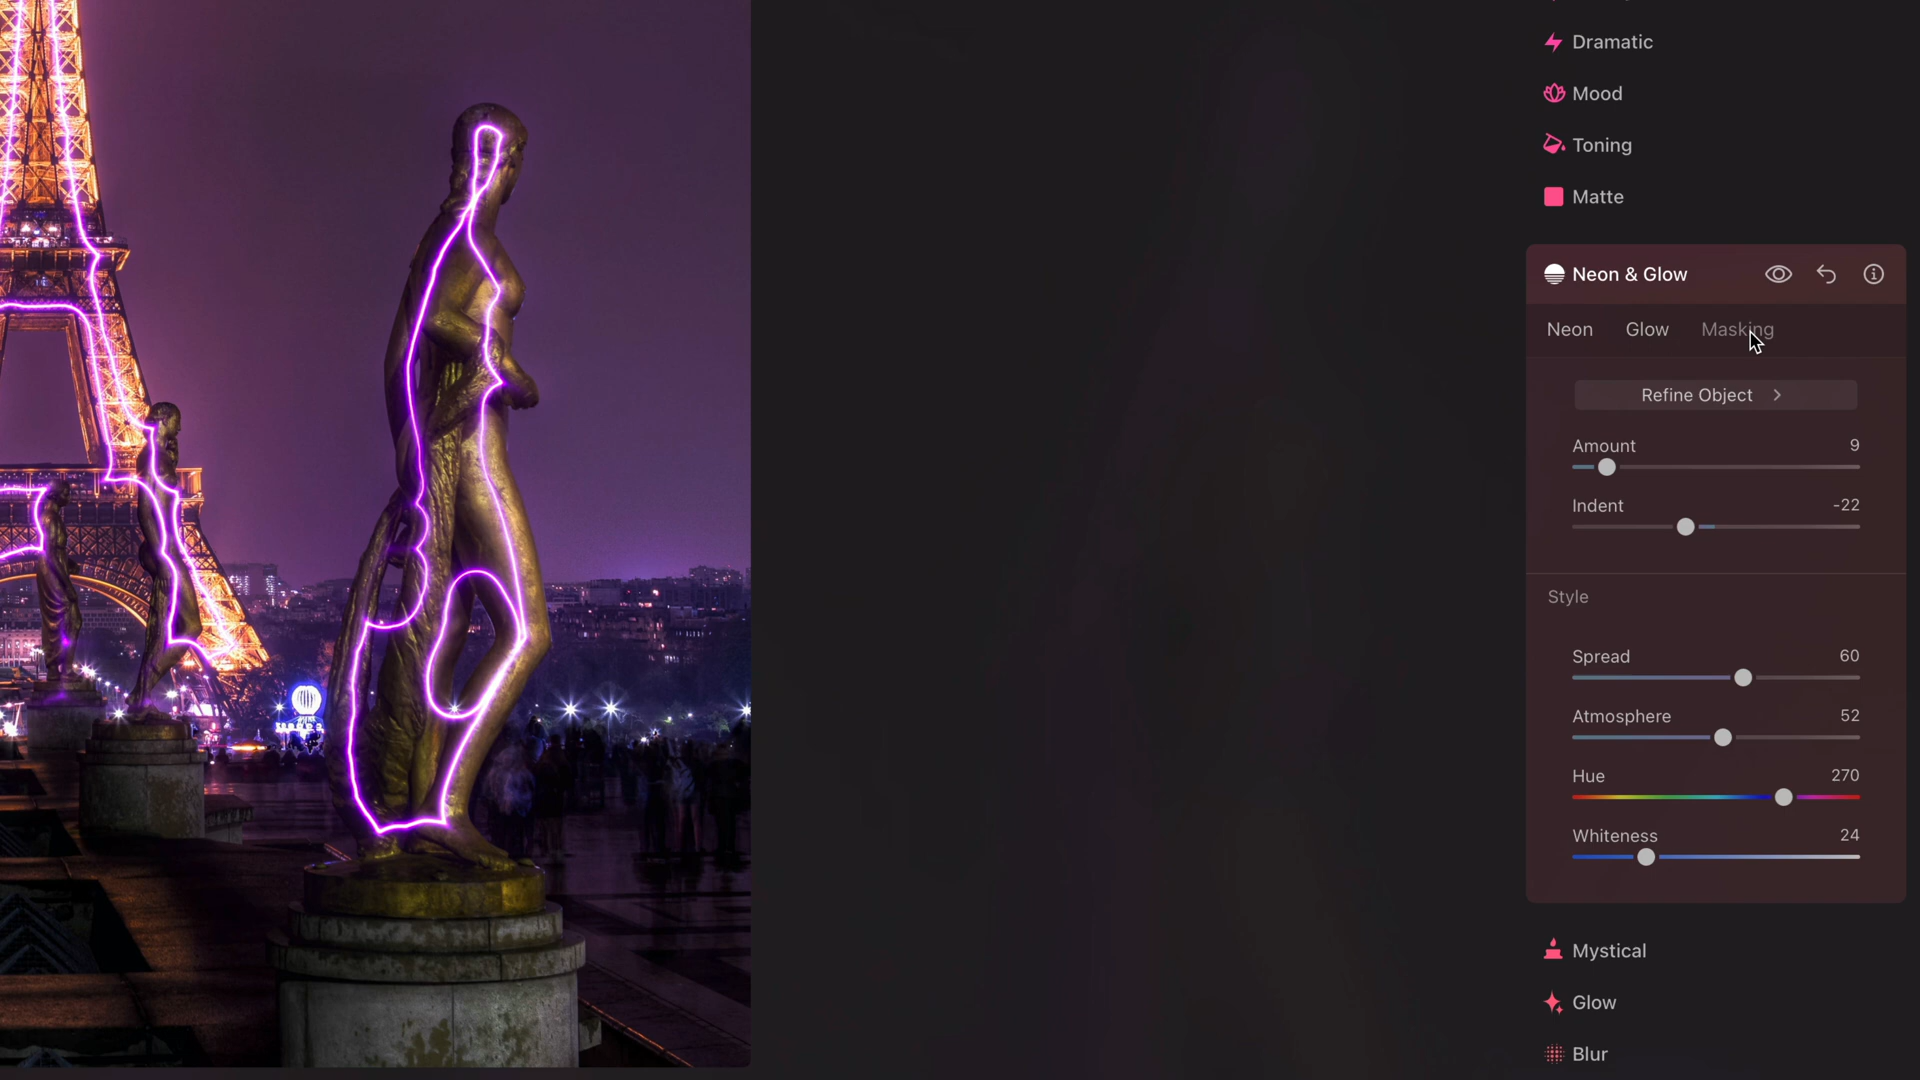 Dramatic
Mood
Toning
Matte
Neon & Glow
Neon Glow Masking
Refine Object
Amount 9
Indent -22
Style
Spread 60
Atmosphere 52
Hue 270
Whiteness 24
Mystical
Glow
Blur